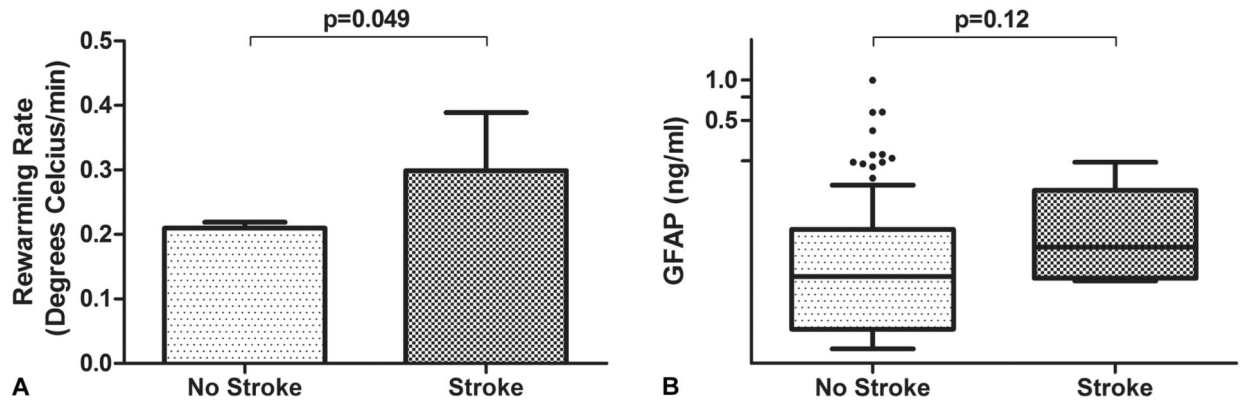 p=0.049
0.5
0.4
0.3
0.2
0.1
0.0
Rewarming Rate
(Degrees Celcius/min)
No Stroke
Stroke
A
p=0.12
1.0
0.5
GFAP (ng/ml)
No Stroke
Stroke
B